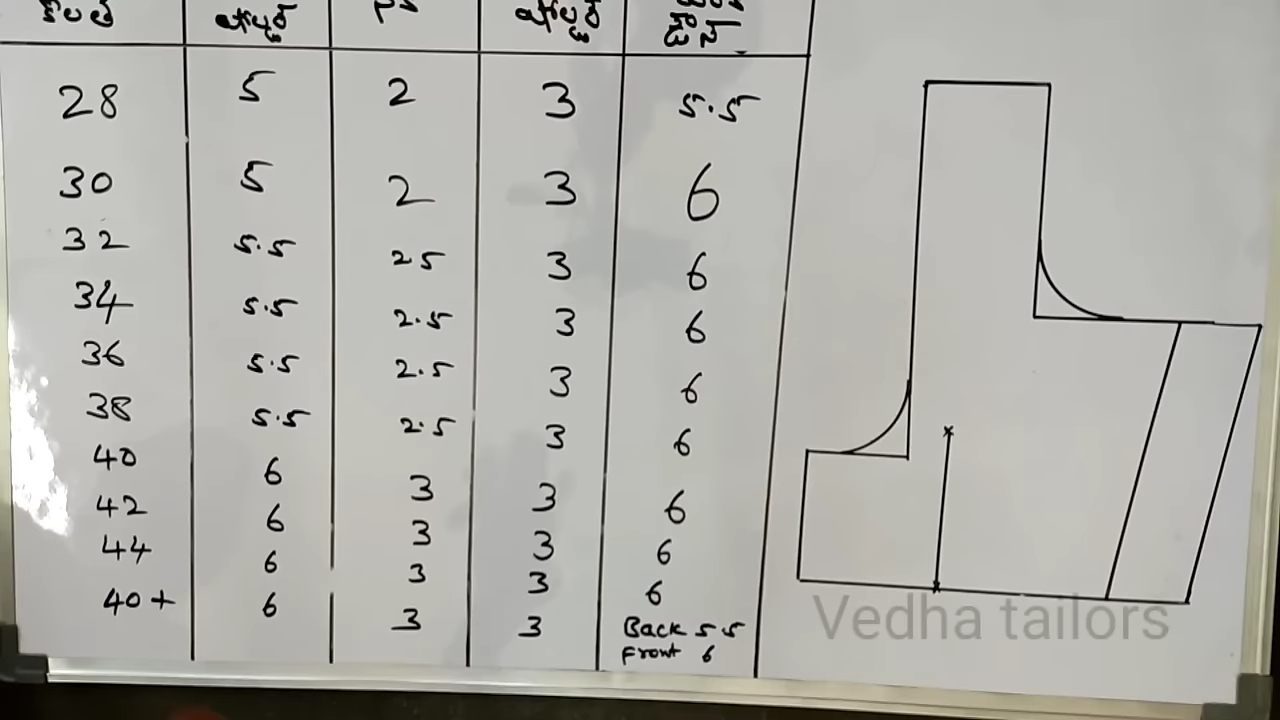 28 5 2 3 5.5
30 5 2 3 6
32 5.5 25 3 6
34 5.5 2.5 3 6
36 5.5 2.5 3 6
38 5.5 2.5 3 6
40 6 3 3 6
42 6 3 3 6
44 6 3 3 6
40+ 6 3 3 Back 5 5
Front 6
Vedha tailors